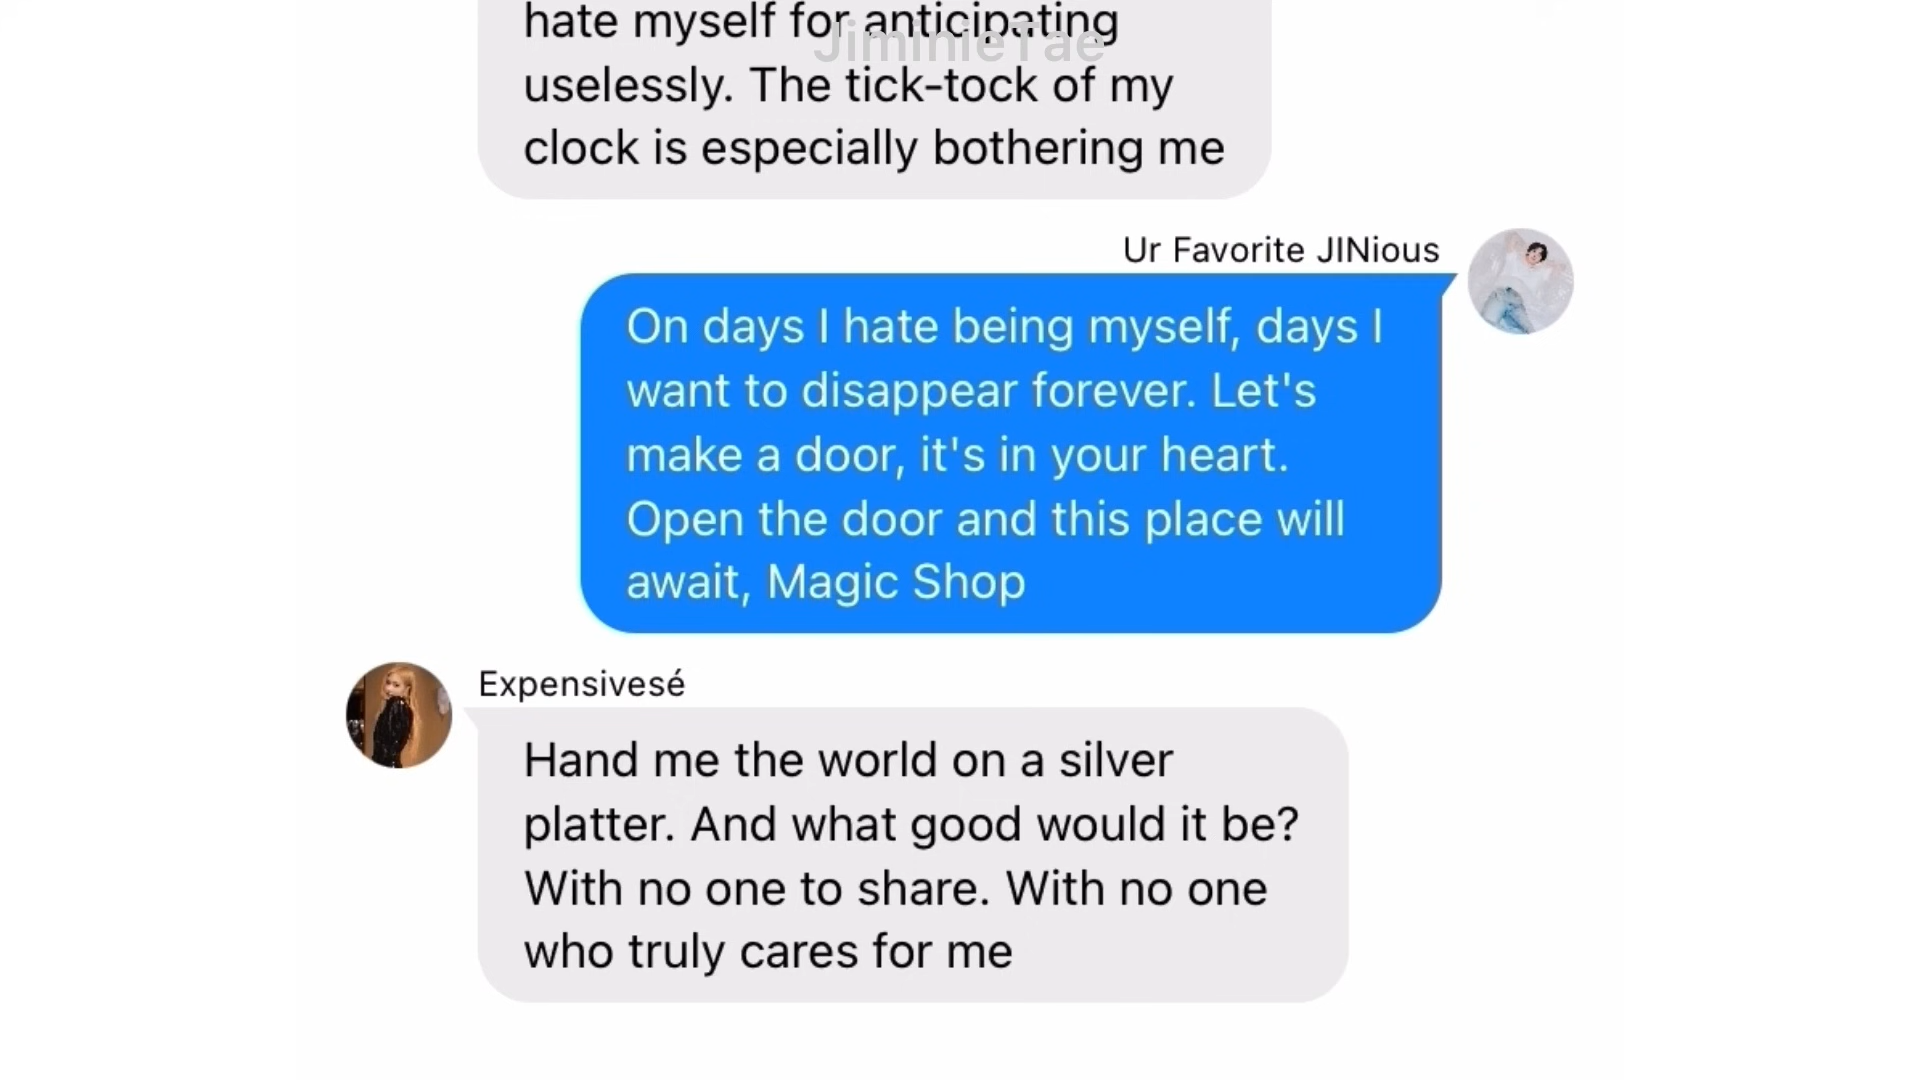 hate myself for anticipating
JiminieTae
uselessly. The tick-tock of my
clock is especially bothering me
Ur Favorite JINious
On days I hate being myself, days I
want to disappear forever. Let's
make a door, it's in your heart.
Open the door and this place will
await, Magic Shop
Expensivesé
Hand me the world on a silver
platter. And what good would it be?
With no one to share. With no one
who truly cares for me